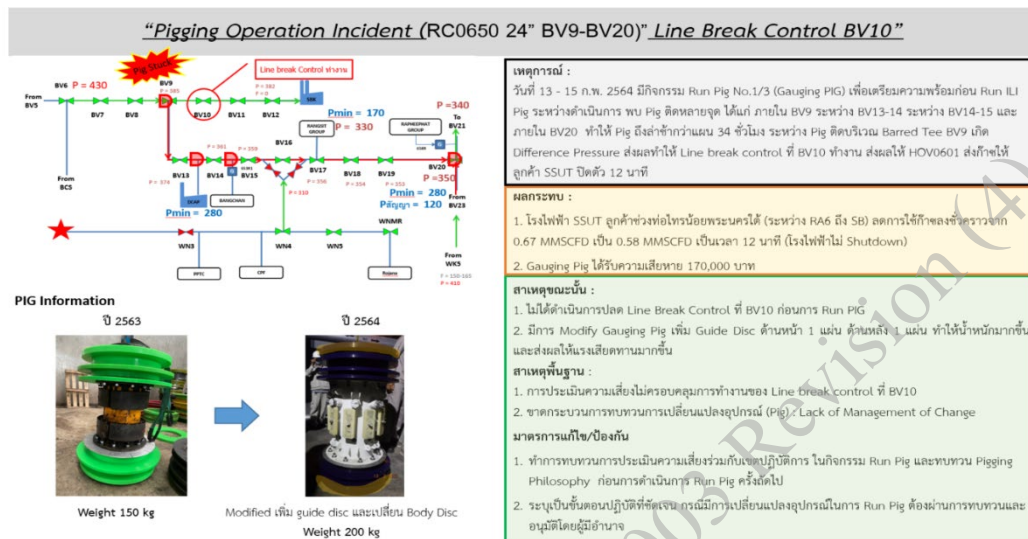 "Pigging Operation Incident (RC0650 24" BV9-BV20)" Line Break Control BV10"
Pig Stuck
Line break Control ทำงาน
BV6 P = 430
BV9
P = 385
P = 382
P = 0
From
BV5
BV7
BV8
BV10
BV11
BV12
Pmin = 170
P =340
To
BV21
RANGSIT
GROUP
P = 330
RAPHEEPHAT
GROUP
P = 361
P = 359
BV16
From
BCS
BV13
BV14
BV15
BV17
BV18
BV19
BV20
P =350
P = 374
P = 356
P = 354
P = 353
BANGCHAN
Pmin = 280
P = 310
Pmin = 280
Pสัญญา = 120
From
BV23
WNMR
WN3
WN4
WN5
From
WK5
PTTC
CPF
Rojana
P = 410
PIG Information
ปี 2563
ปี 2564
Weight 150 kg
Modified เพิ่ม guide disc และเปลี่ยน Body Disc
Weight 200 kg
เหตุการณ์ :
วันที่ 13 - 15 ก.พ. 2564 มีกิจกรรม Run Pig No.1/3 (Gauging PIG) เพื่อเตรียมความพร้อมก่อน Run ILI
Pig ระหว่างดำเนินการ พบ Pig ติดหลายจุด ได้แก่ ภายใน BV9 ระหว่าง BV13-14 ระหว่าง BV14-15 และ
ภายใน BV20 ทำให้ Pig ถึงล่าช้ากว่าแผน 34 ชั่วโมง ระหว่าง Pig ติดบริเวณ Barred Tee BV9 เกิด
Difference Pressure ส่งผลทำให้ Line break control ที่ BV10 ทำงาน ส่งผลให้ HOV0601 ส่งก๊าซให้
ลูกค้า SSUT ปิดตัว 12 นาที
ผลกระทบ :
1. โรงไฟฟ้า SSUT ลูกค้าช่วงท่อไทรน้อยพระนครใต้ (ระหว่าง RA6 ถึง SB) ลดการใช้ก๊าซลงชั่วคราวจาก
0.67 MMSCFD เป็น 0.58 MMSCFD เป็นเวลา 12 นาที (โรงไฟฟ้าไม่ Shutdown)
2. Gauging Pig ได้รับความเสียหาย 170,000 บาท
สาเหตุขณะนั้น :
1. ไม่ได้ดำเนินการปลด Line Break Control ที่ BV10 ก่อนการ Run PIG
2. มีการ Modify Gauging Pig เพิ่ม Guide Disc ด้านหน้า 1 แผ่น ด้านหลัง 1 แผ่น ทำให้น้ำหนักมากขึ้น
และส่งผลให้แรงเสียดทานมากขึ้น
สาเหตุพื้นฐาน :
1. การประเมินความเสี่ยงไม่ครอบคลุมการทำงานของ Line break control ที่ BV10
2. ขาดกระบวนการทบทวนการเปลี่ยนแปลงอุปกรณ์ (Pig) : Lack of Management of Change
มาตรการแก้ไข/ป้องกัน
1. ทำการทบทวนการประเมินความเสี่ยงร่วมกับเขตปฏิบัติการ ในกิจกรรม Run Pig และทบทวน Pigging
Philosophy ก่อนการดำเนินการ Run Pig ครั้งถัดไป
2. ระบุเป็นขั้นตอนปฏิบัติที่ชัดเจน กรณีมีการเปลี่ยนแปลงอุปกรณ์ในการ Run Pig ต้องผ่านการทบทวนและ
อนุมัติโดยผู้มีอำนาจ
003 Revision (4)